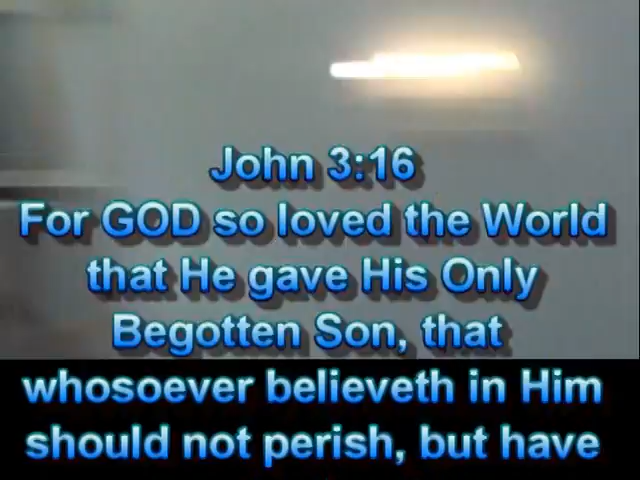 John 3:16
For GOD so loved the World
that He gave His Only
Begotten Son, that
whosoever believeth in Him
should not perish, but have